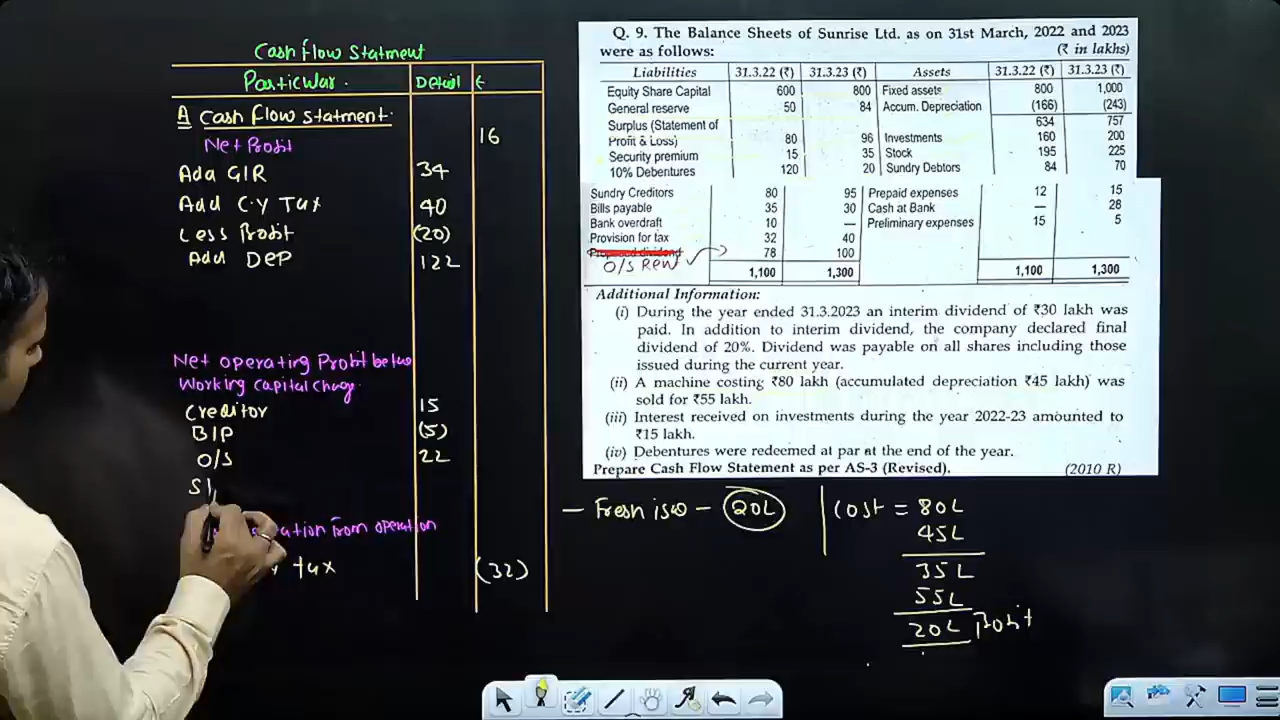 Cash flow Statment
Particular. Detail ₹
A Cash flow statment.
Net Profit 16
Add GIR 34
Add C.Y Tax 40
Less Profit (20)
Add DEP 122
Net operating Profit before
Working Capital Change.
Creditor 15
BIP (5)
O/S 22
S
ation from operation
tax (32)
Q. 9. The Balance Sheets of Sunrise Ltd. as on 31st March, 2022 and 2023
were as follows: (₹ in lakhs)
Liabilities 31.3.22 (₹) 31.3.23 (₹) Assets 31.3.22 (₹) 31.3.23 (₹)
Equity Share Capital 600 800 Fixed assets 800 1,000
General reserve 50 84 Accum. Depreciation (166) (243)
Surplus (Statement of 634 757
Profit & Loss) 80 96 Investments 160 200
Security premium 15 35 Stock 195 225
10% Debentures 120 20 Sundry Debtors 84 70
Sundry Creditors 80 95 Prepaid expenses 12 15
Bills payable 35 30 Cash at Bank — 28
Bank overdraft 10 — Preliminary expenses 15 5
Provision for tax 32 40
Proposed dividend 78 100
O/S Rent
1,100 1,300 1,100 1,300
Additional Information:
(i) During the year ended 31.3.2023 an interim dividend of ₹30 lakh was
paid. In addition to interim dividend, the company declared final
dividend of 20%. Dividend was payable on all shares including those
issued during the current year.
(ii) A machine costing ₹80 lakh (accumulated depreciation ₹45 lakh) was
sold for ₹55 lakh.
(iii) Interest received on investments during the year 2022-23 amounted to
₹15 lakh.
(iv) Debentures were redeemed at par at the end of the year.
Prepare Cash Flow Statement as per AS-3 (Revised). (2010 R)
— Fresh iso — 20L
Cost = 80L
45L
35L
55L
20L Profit